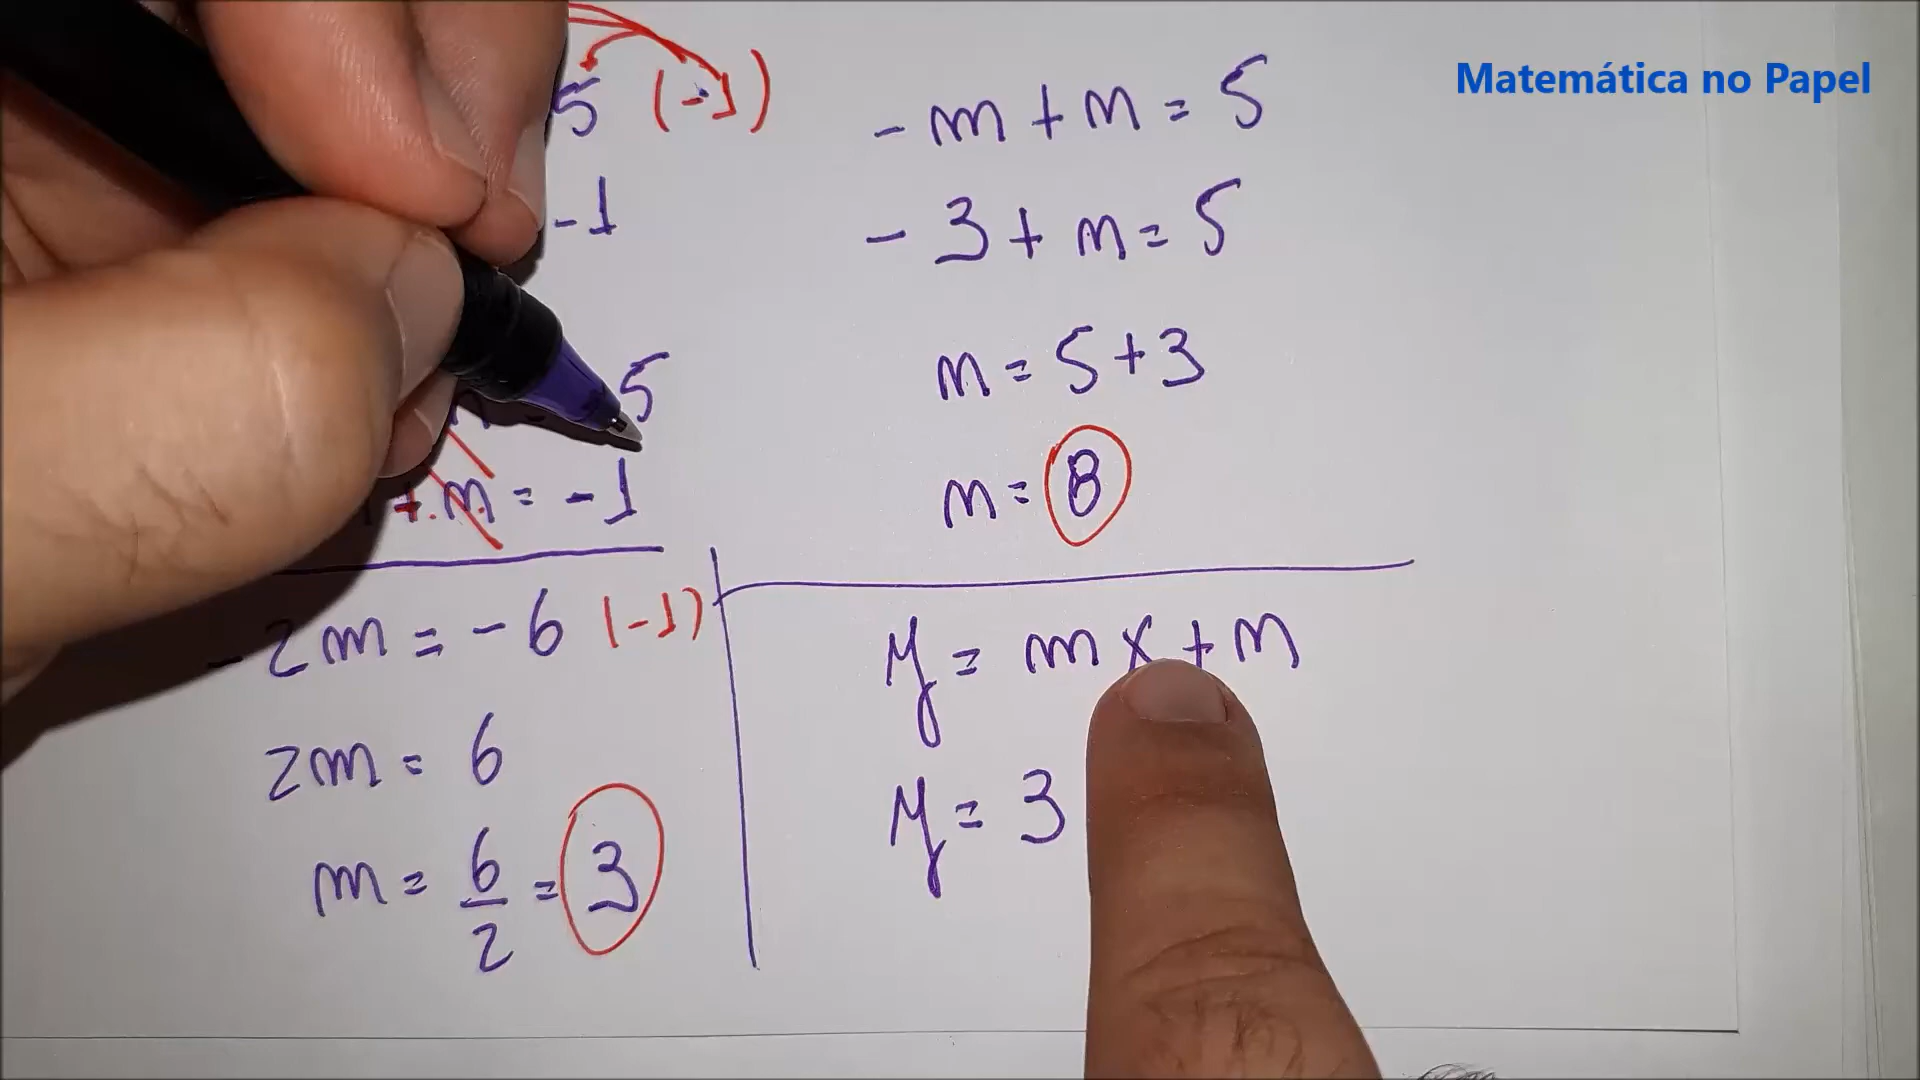 Matemática no Papel
5 (-1)
-1
5
+ m = -1
- 2m = -6 (-1)
2m = 6
m = 6/2 = 3
- m + n = 5
- 3 + n = 5
n = 5 + 3
n = 8
y = mx + n
y = 3